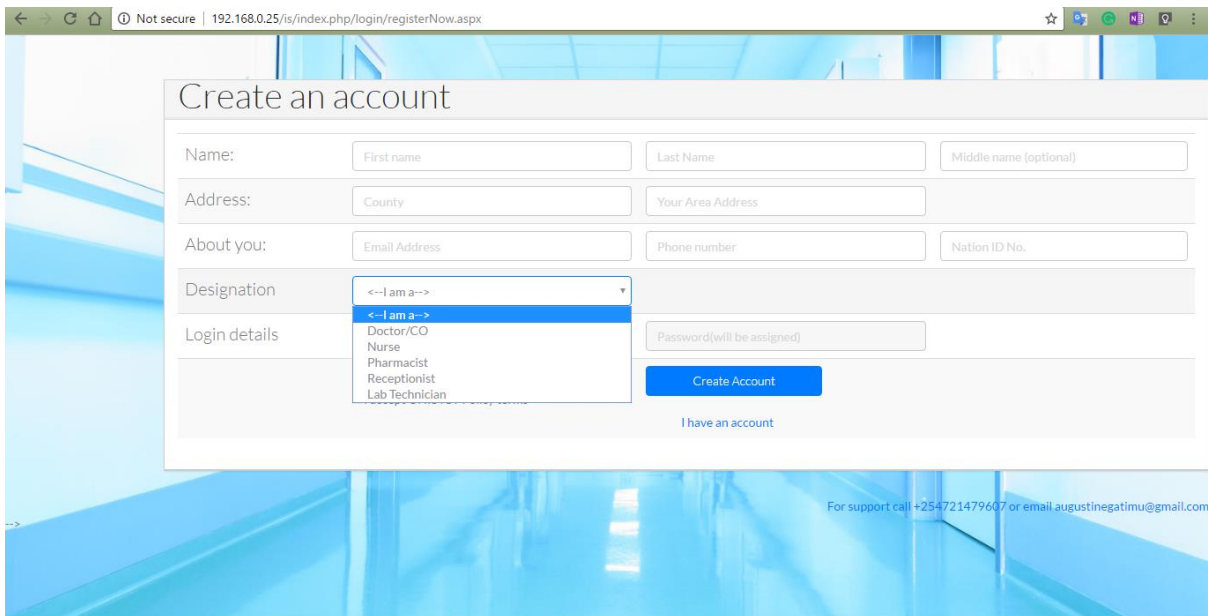 Not secure | 192.168.0.25/is/index.php/login/registerNow.aspx
Create an account
Name: First name Last Name Middle name (optional)
Address: County Your Area Address
About you: Email Address Phone number Nation ID No.
Designation <--I am a-->
<--I am a-->
Doctor/CO
Login details Password(will be assigned)
Nurse
Pharmacist
Receptionist
Create Account
Lab Technician
I have an account
For support call +254721479607 or email augustinegatimu@gmail.com
-->